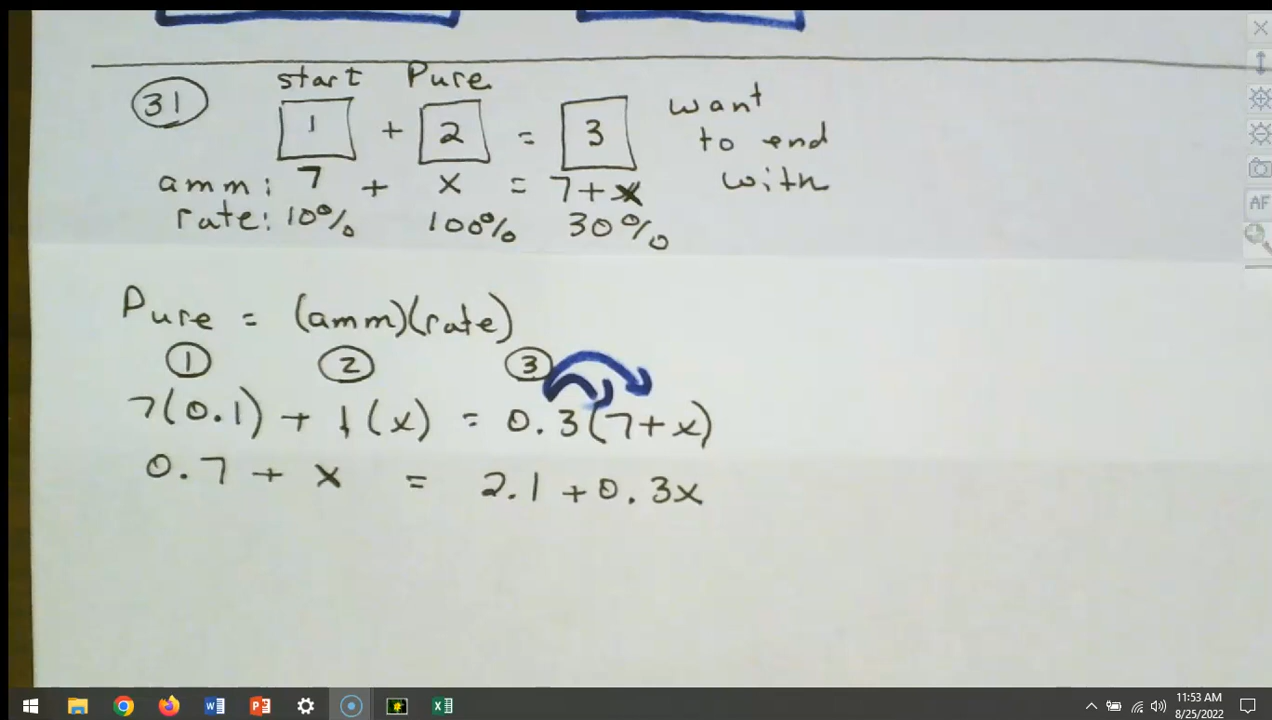 31
start Pure
1 + 2 = 3
want
to end
with
amm: 7 + x = 7+x
rate: 10% 100% 30%
Pure = (amm)(rate)
1 2 3
7(0.1) + 1(x) = 0.3(7+x)
0.7 + x = 2.1 + 0.3x
AF
11:53 AM
8/25/2022